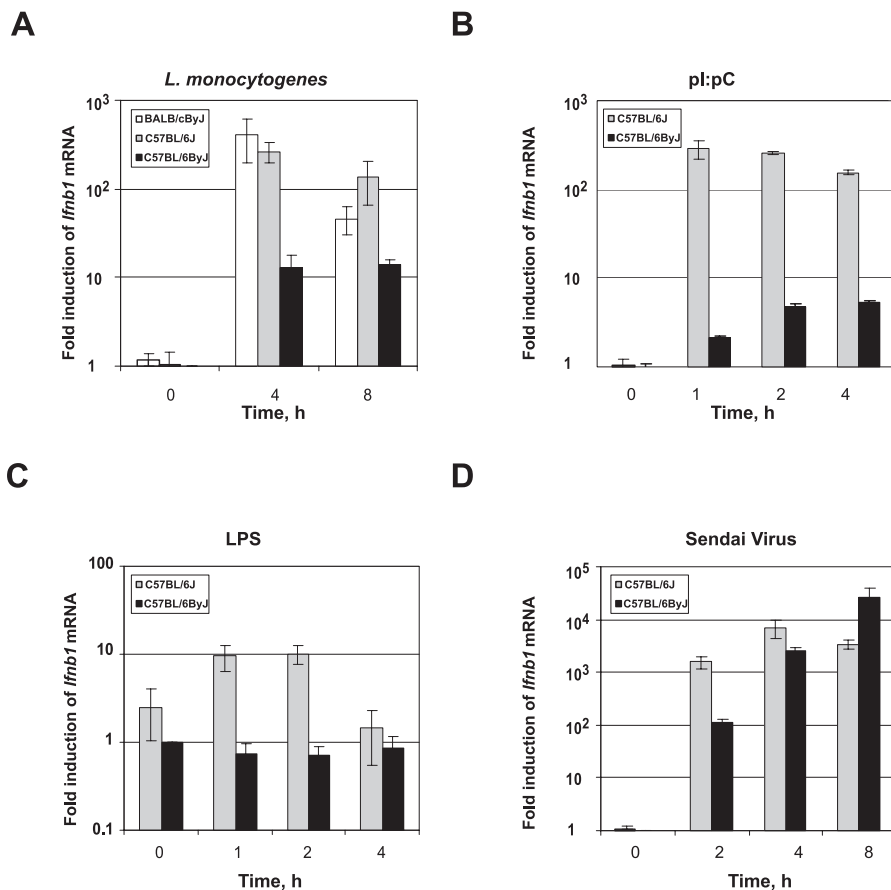 A
L. monocytogenes
Fold induction of Ifnb1 mRNA
10³
10²
10
1
BALB/cByJ
C57BL/6J
C57BL/6ByJ
0 4 8
Time, h
B
pI:pC
Fold induction of Ifnb1 mRNA
10³
10²
10
1
C57BL/6J
C57BL/6ByJ
0 1 2 4
Time, h
C
LPS
Fold induction of Ifnb1 mRNA
100
10
1
0.1
C57BL/6J
C57BL/6ByJ
0 1 2 4
Time, h
D
Sendai Virus
Fold induction of Ifnb1 mRNA
10⁵
10⁴
10³
10²
10
1
C57BL/6J
C57BL/6ByJ
0 2 4 8
Time, h